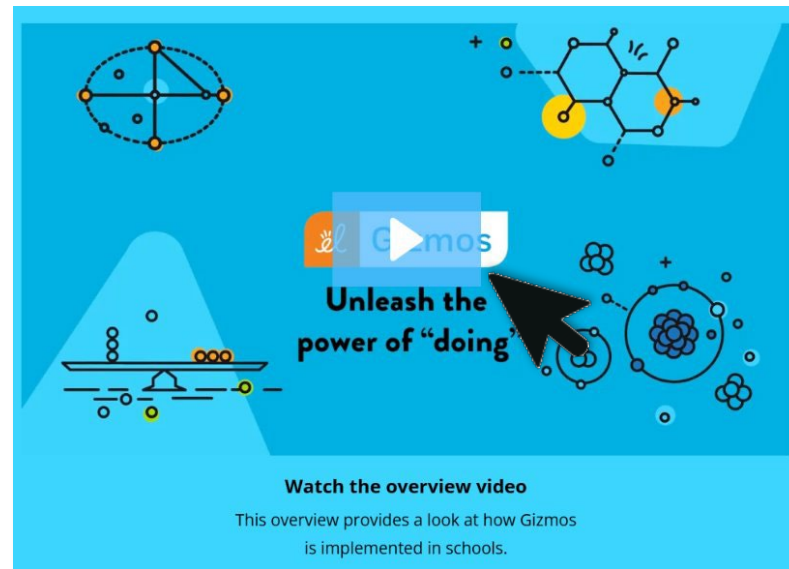 el Gizmos
Unleash the
power of “doing”
Watch the overview video
This overview provides a look at how Gizmos
is implemented in schools.